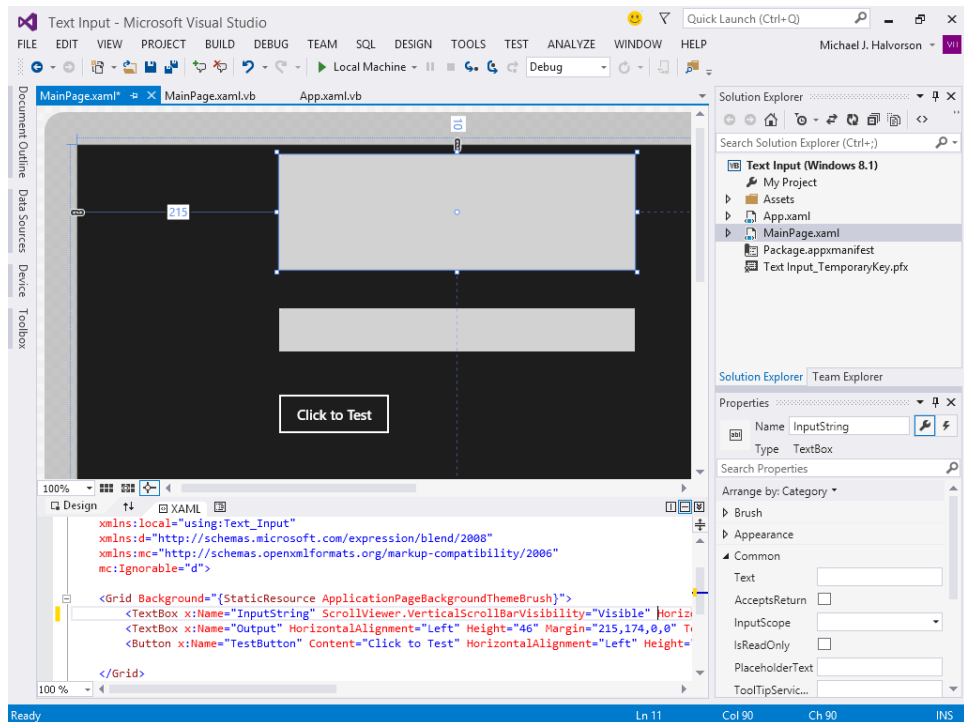 Text Input - Microsoft Visual Studio
Quick Launch (Ctrl+Q)
FILE EDIT VIEW PROJECT BUILD DEBUG TEAM SQL DESIGN TOOLS TEST ANALYZE WINDOW HELP
Michael J. Halvorson
Local Machine
Debug
Document Outline
Data Sources
Device
Toolbox
MainPage.xaml* MainPage.xaml.vb App.xaml.vb
10
215
Click to Test
100%
Design XAML
xmlns:local="using:Text_Input"
xmlns:d="http://schemas.microsoft.com/expression/blend/2008"
xmlns:mc="http://schemas.openxmlformats.org/markup-compatibility/2006"
mc:Ignorable="d">
<Grid Background="{StaticResource ApplicationPageBackgroundThemeBrush}">
<TextBox x:Name="InputString" ScrollViewer.VerticalScrollBarVisibility="Visible" Horiz
<TextBox x:Name="Output" HorizontalAlignment="Left" Height="46" Margin="215,174,0,0" T
<Button x:Name="TestButton" Content="Click to Test" HorizontalAlignment="Left" Height=
</Grid>
100 %
Solution Explorer
Search Solution Explorer (Ctrl+;)
VB Text Input (Windows 8.1)
My Project
Assets
App.xaml
MainPage.xaml
Package.appxmanifest
Text Input_TemporaryKey.pfx
Solution Explorer Team Explorer
Properties
abl
Name InputString
Type TextBox
Search Properties
Arrange by: Category
Brush
Appearance
Common
Text
AcceptsReturn
InputScope
IsReadOnly
PlaceholderText
ToolTipServic...
Ready Ln 11 Col 90 Ch 90 INS